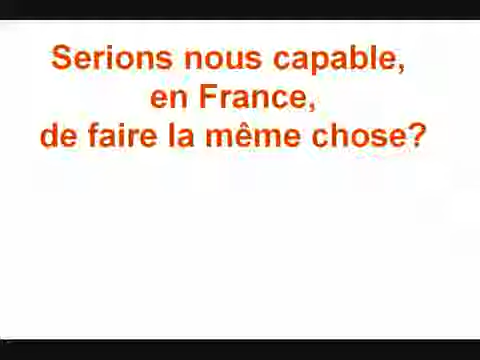 Serions nous capable,
en France,
de faire la même chose?